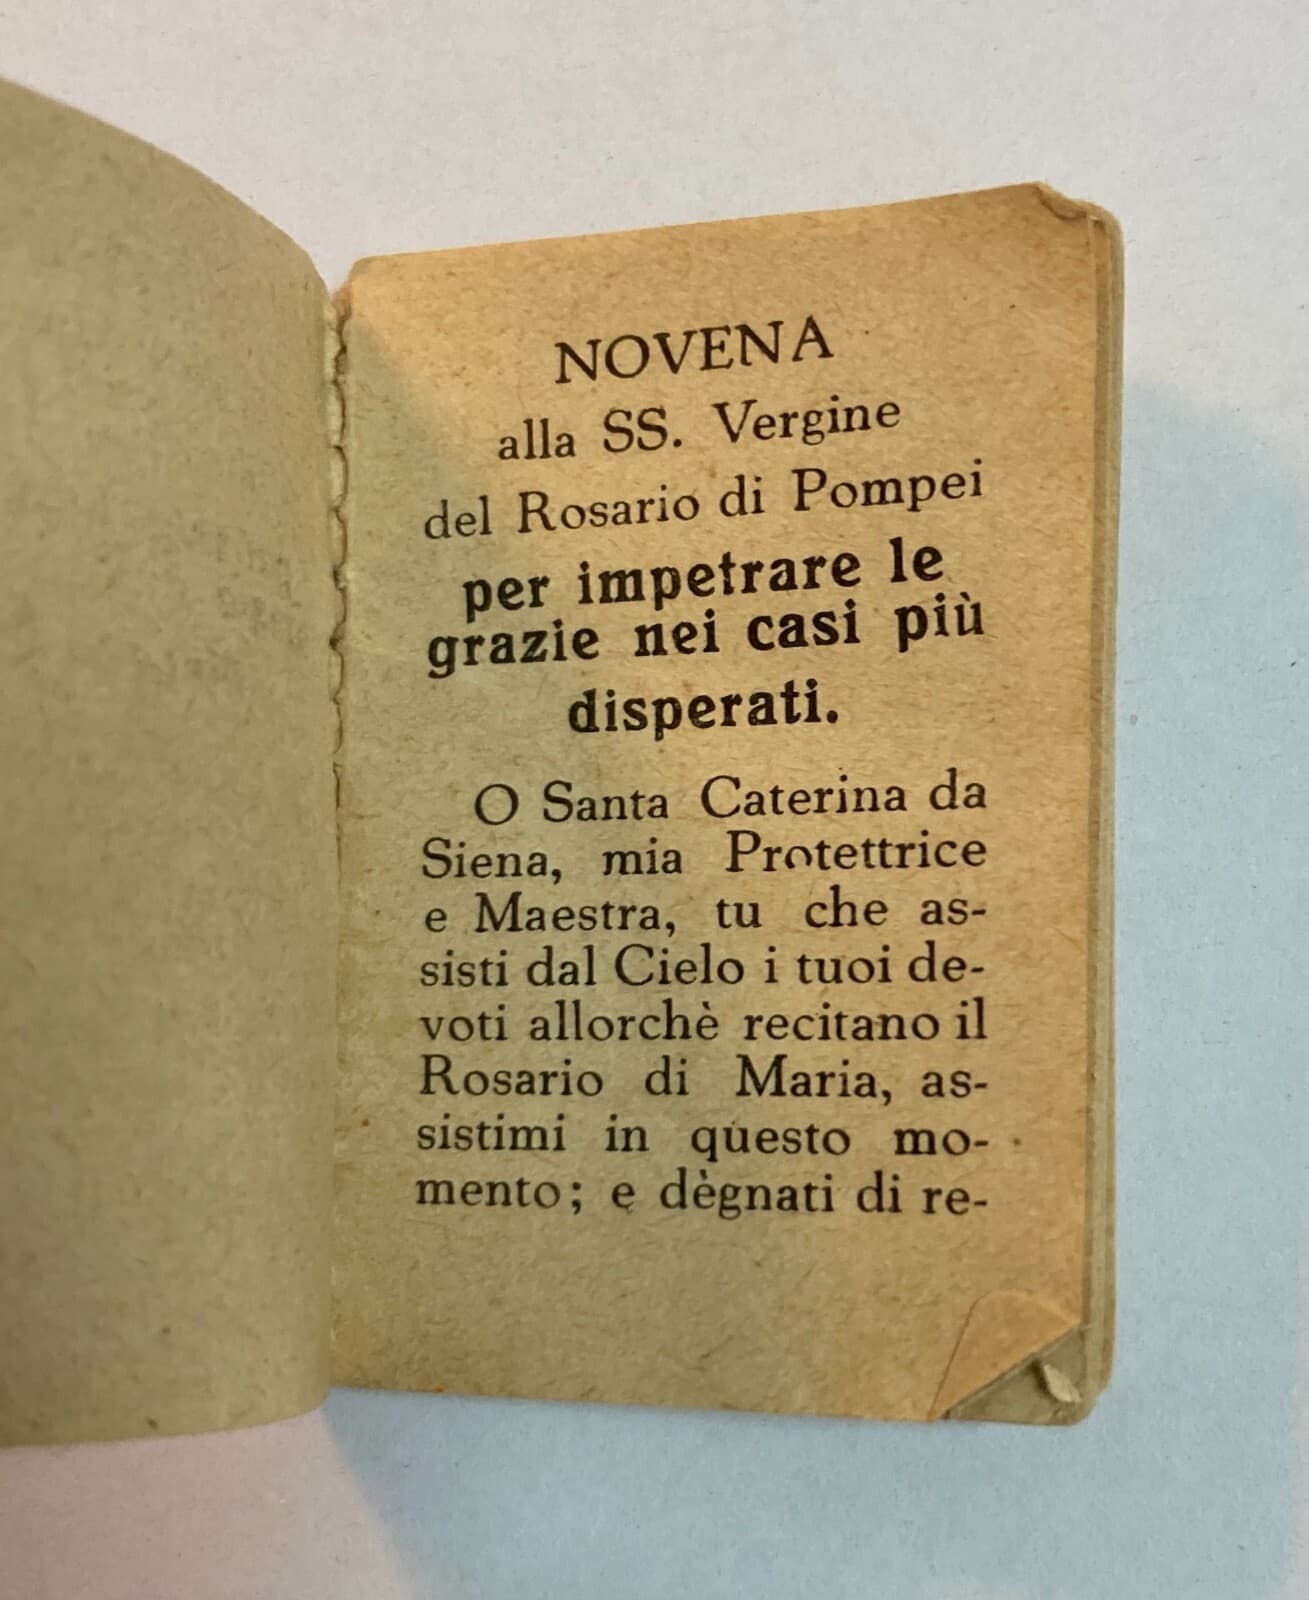 NOVENA
alla SS. Vergine
del Rosario di Pompei
per impetrare le
grazie nei casi più
disperati.
O Santa Caterina da
Siena, mia Protettrice
e Maestra, tu che as-
sisti dal Cielo i tuoi de-
voti allorchè recitano il
Rosario di Maria, as-
sistimi in questo mo-
mento; e dègnati di re-